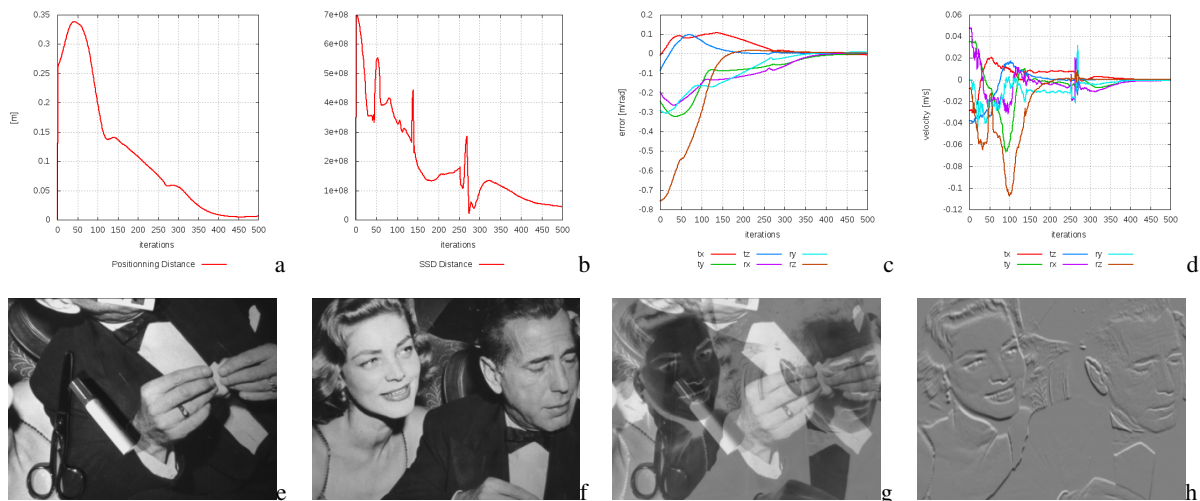 0.35
0.3
0.25
0.2
0.15
0.1
0.05
0
[m]
0 50 100 150 200 250 300 350 400 450 500
iterations
Positionning Distance
a
7e+08
6e+08
5e+08
4e+08
3e+08
2e+08
1e+08
0
0 50 100 150 200 250 300 350 400 450 500
iterations
SSD Distance
b
0.2
0.1
0
-0.1
-0.2
-0.3
-0.4
-0.5
-0.6
-0.7
-0.8
error [m/rad]
0 50 100 150 200 250 300 350 400 450 500
iterations
tx tz ry
ty rx rz
c
0.06
0.04
0.02
0
-0.02
-0.04
-0.06
-0.08
-0.1
-0.12
velocity [m/s]
0 50 100 150 200 250 300 350 400 450 500
iterations
tx tz ry
ty rx rz
d
e
f
g
h